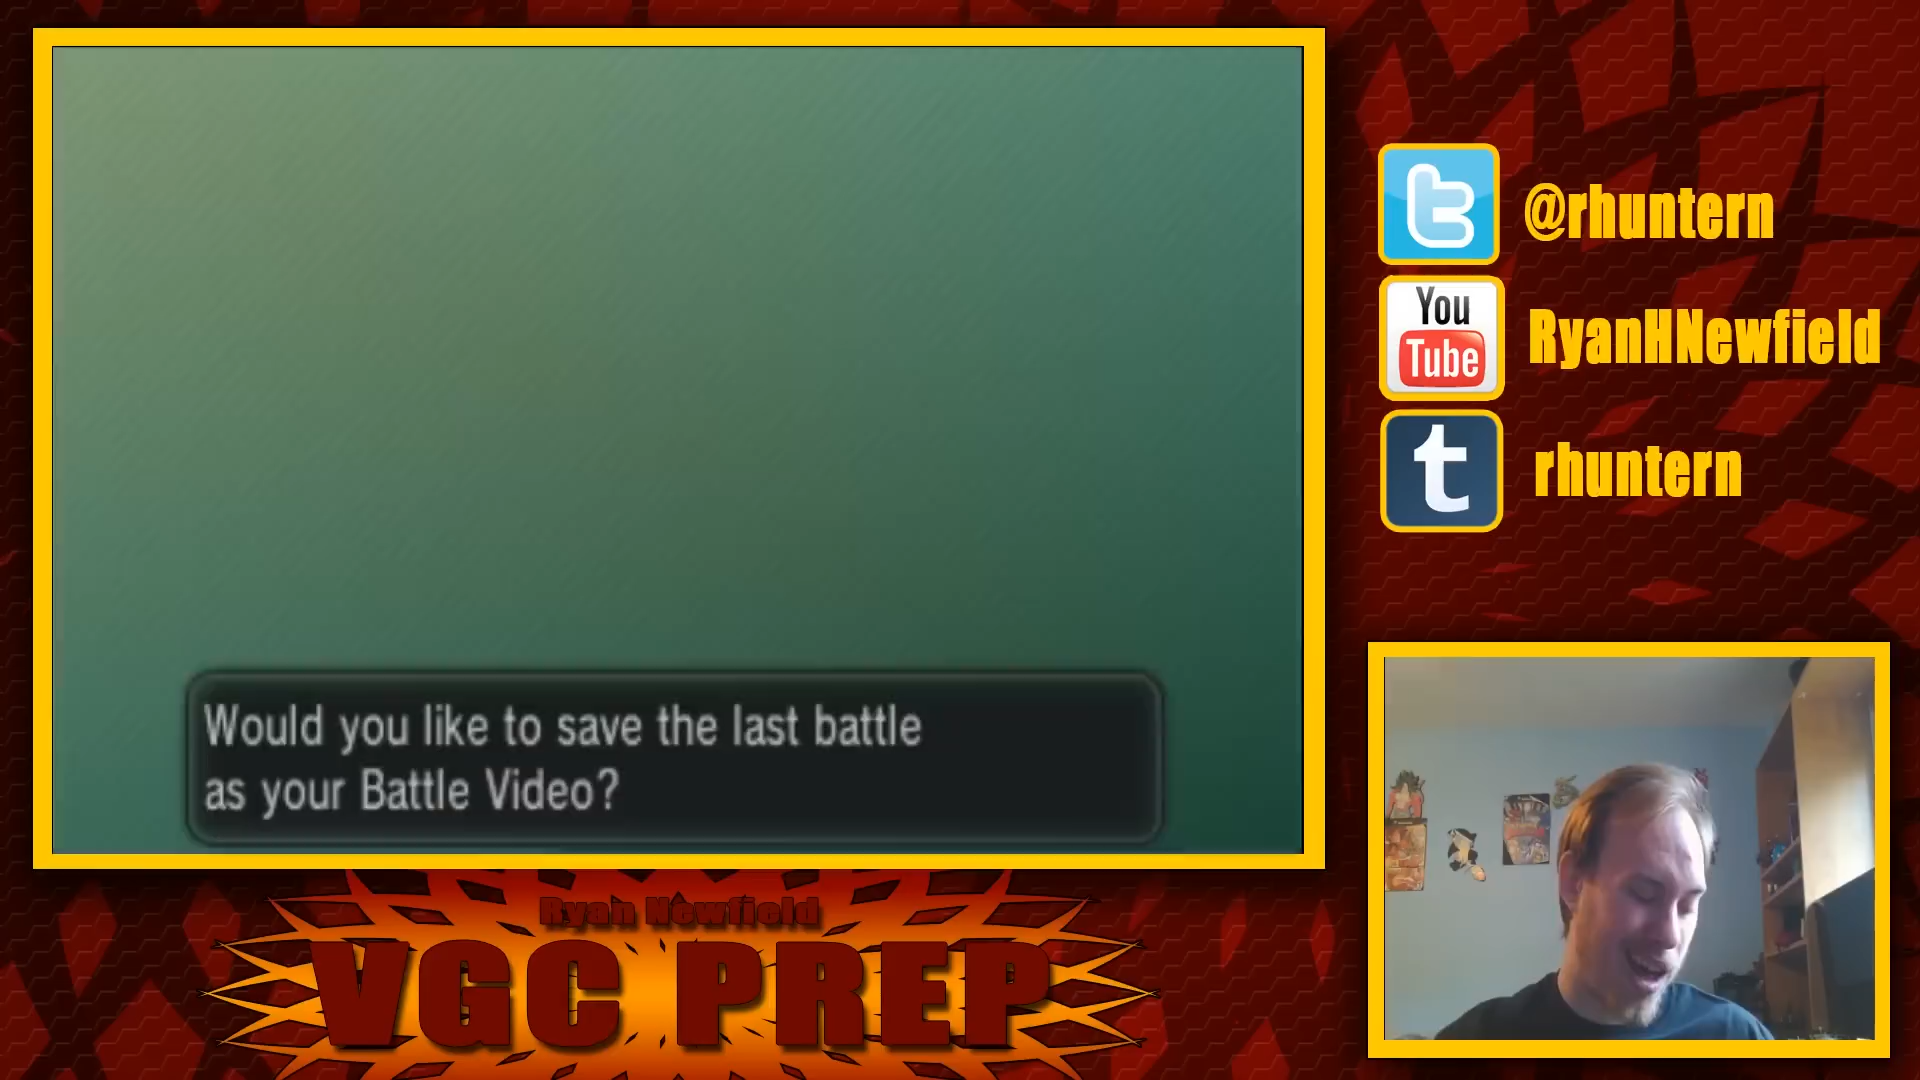 Would you like to save the last battle
as your Battle Video?
@rhuntern
You
Tube
RyanHNewfield
t
rhuntern
Ryan Newfield
VGC PREP